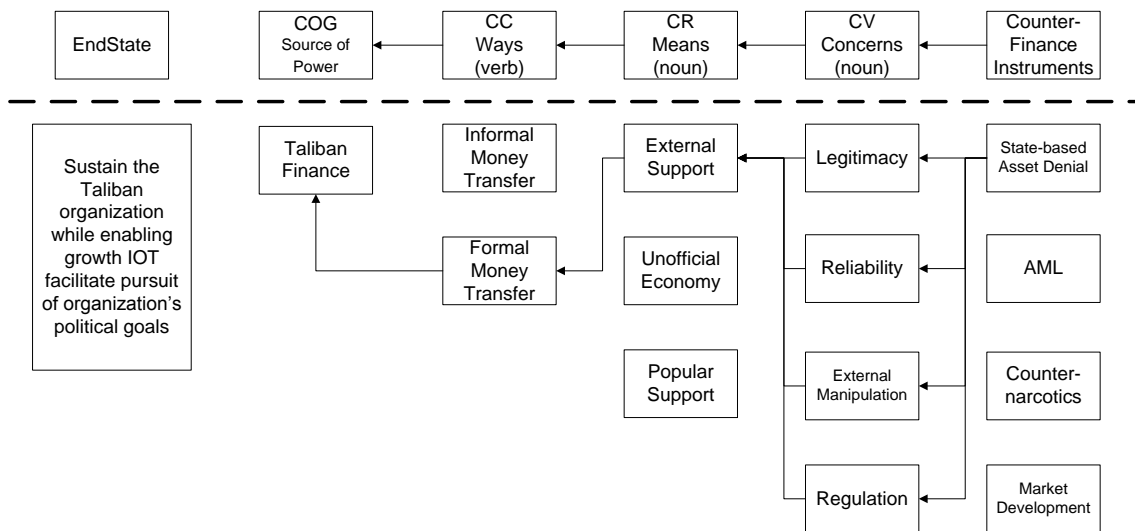 EndState
COG
Source of
Power
CC
Ways
(verb)
CR
Means
(noun)
CV
Concerns
(noun)
Counter-
Finance
Instruments
Sustain the
Taliban
organization
while enabling
growth IOT
facilitate pursuit
of organization's
political goals
Taliban
Finance
Informal
Money
Transfer
Formal
Money
Transfer
External
Support
Unofficial
Economy
Popular
Support
Legitimacy
Reliability
External
Manipulation
Regulation
State-based
Asset Denial
AML
Counter-
narcotics
Market
Development